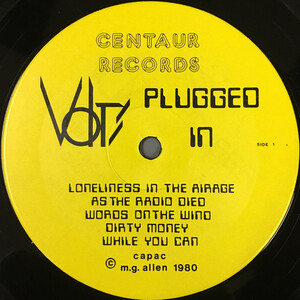 CENTAUR
RECORDS
Volts PLUGGED
IN
SIDE 1
LONELINESS IN THE AIRAGE
AS THE RADIO DIED
WORDS ON THE WIND
DIRTY MONEY
WHILE YOU CAN
capac
© m.g. allen 1980